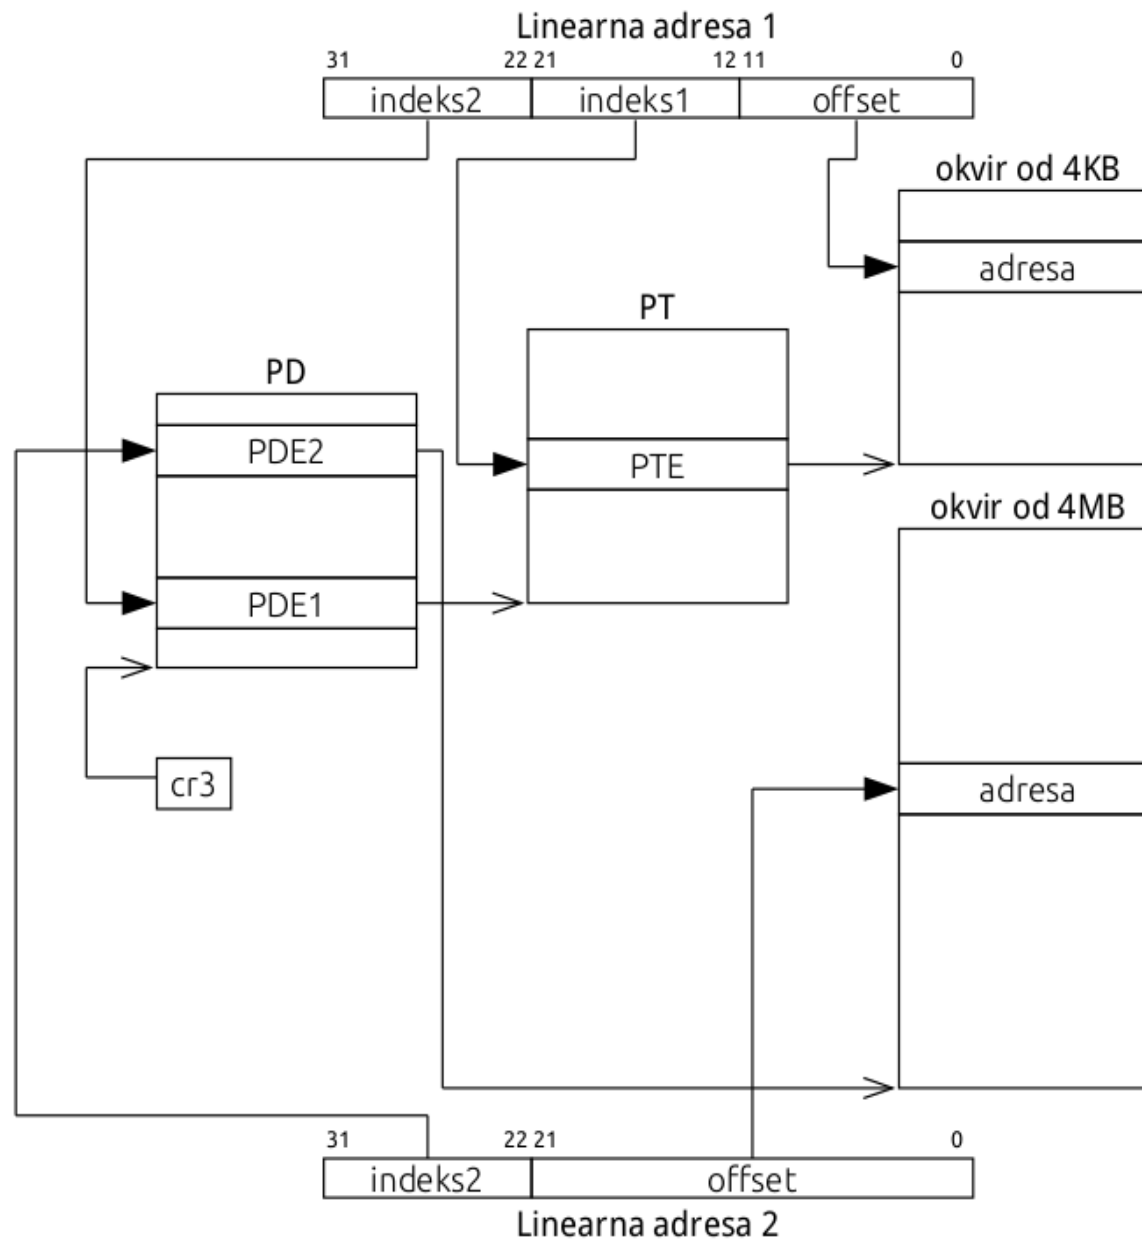 Linearna adresa 1
31 22 21 12 11 0
indeks2 indeks1 offset
okvir od 4KB
adresa
PT
PD
PDE2
PTE
okvir od 4MB
PDE1
cr3
adresa
31 22 21 0
indeks2 offset
Linearna adresa 2